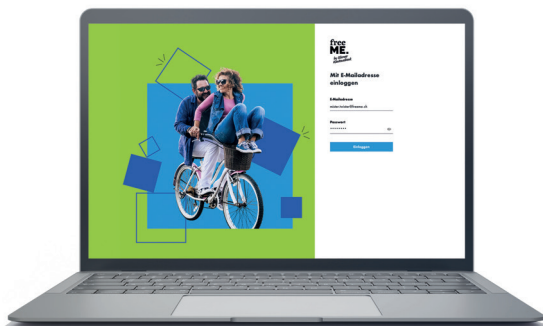 free
ME.
Mit E-Mailadresse
einloggen
E-Mailadresse
Passwort
••••••••
Einloggen